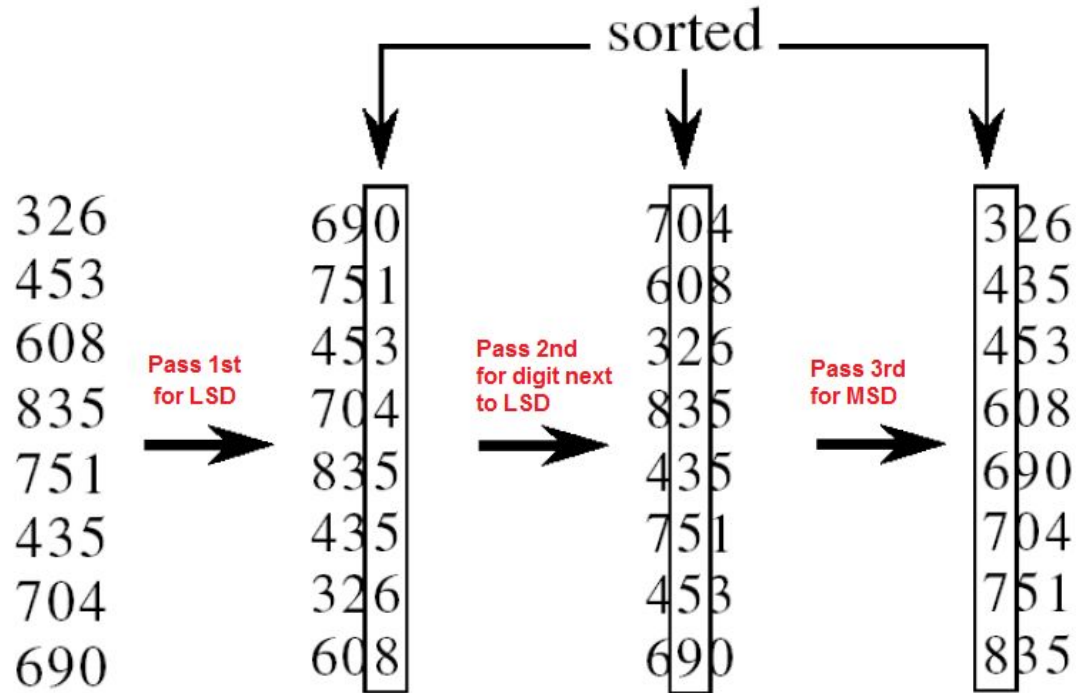 sorted
326 690 704 326
453 751 608 435
608 453 326 453
835 704 835 608
751 835 435 690
435 435 751 704
704 326 453 751
690 608 690 835
Pass 1st
for LSD
Pass 2nd
for digit next
to LSD
Pass 3rd
for MSD